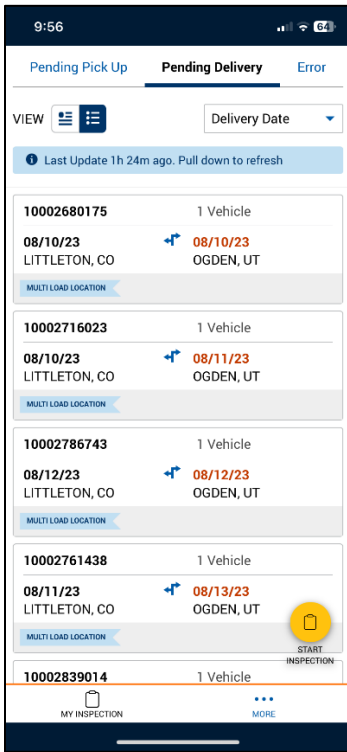 9:56 64
Pending Pick Up Pending Delivery Error
VIEW Delivery Date
Last Update 1h 24m ago. Pull down to refresh
10002680175 1 Vehicle
08/10/23 08/10/23
LITTLETON, CO OGDEN, UT
MULTI LOAD LOCATION
10002716023 1 Vehicle
08/10/23 08/11/23
LITTLETON, CO OGDEN, UT
MULTI LOAD LOCATION
10002786743 1 Vehicle
08/12/23 08/12/23
LITTLETON, CO OGDEN, UT
MULTI LOAD LOCATION
10002761438 1 Vehicle
08/11/23 08/13/23
LITTLETON, CO OGDEN, UT
MULTI LOAD LOCATION
START
INSPECTION
10002839014 1 Vehicle
MY INSPECTION MORE